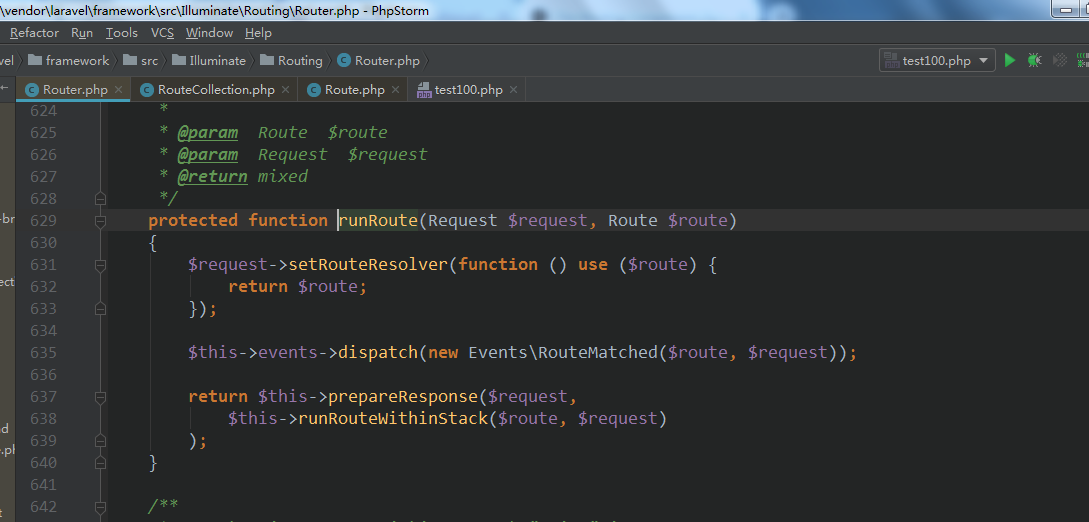 \vendor\laravel\framework\src\Illuminate\Routing\Router.php - PhpStorm
Refactor Run Tools VCS Window Help
vel framework src Illuminate Routing Router.php test100.php
Router.php RouteCollection.php Route.php test100.php
624 *
625 * @param Route $route
626 * @param Request $request
627 * @return mixed
628 */
629 protected function runRoute(Request $request, Route $route)
630 {
631 $request->setRouteResolver(function () use ($route) {
632 return $route;
633 });
634
635 $this->events->dispatch(new Events\RouteMatched($route, $request));
636
637 return $this->prepareResponse($request,
638 $this->runRouteWithinStack($route, $request)
639 );
640 }
641
642 /**